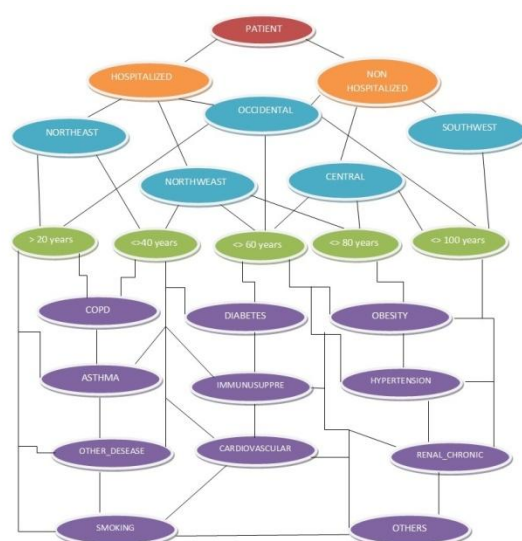 PATIENT
HOSPITALIZED
NON
HOSPITALIZED
OCCIDENTAL
NORTHEAST
SOUTHWEST
NORTHWEAST
CENTRAL
> 20 years
<>40 years
<> 60 years
<> 80 years
<> 100 years
COPD
DIABETES
OBESITY
ASTHMA
IMMUNUSUPPRE
HYPERTENSION
OTHER_DESEASE
CARDIOVASCULAR
RENAL_CHRONIC
SMOKING
OTHERS